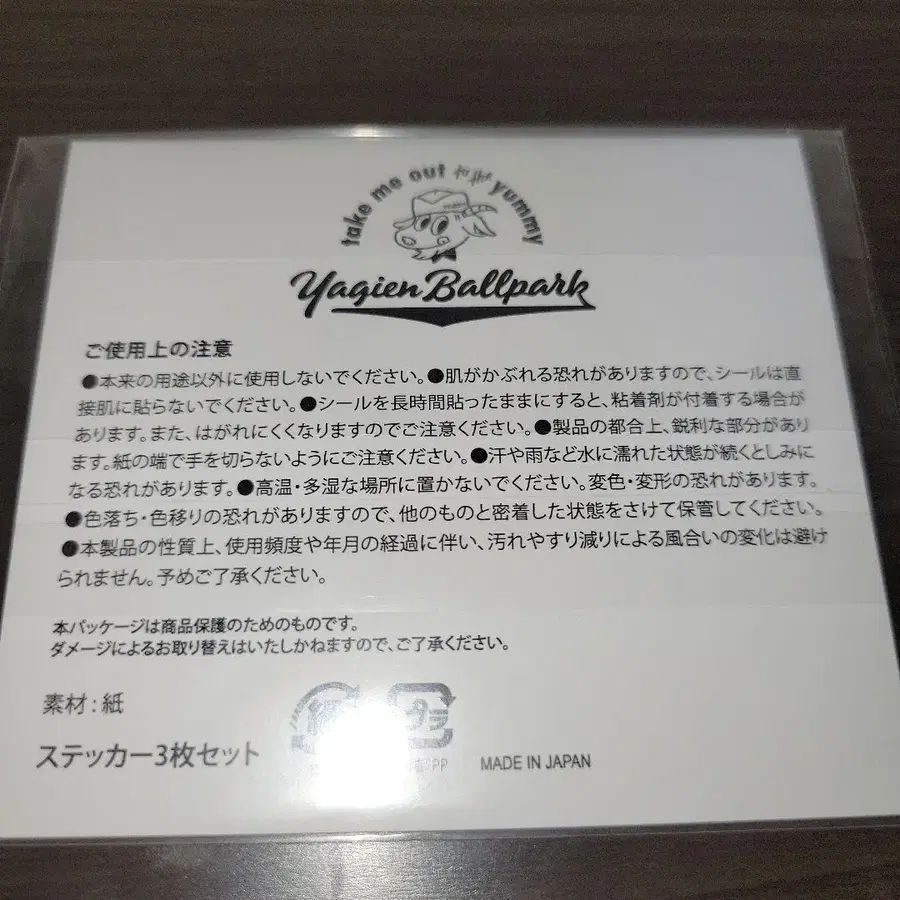 take me out やぎ yummy
Yagien Ballpark
ご使用上の注意
●本来の用途以外に使用しないでください。●肌がかぶれる恐れがありますので、シールは直
接肌に貼らないでください。●シールを長時間貼ったままにすると、粘着剤が付着する場合が
あります。また、はがれにくくなりますのでご注意ください。●製品の都合上、鋭利な部分があり
ます。紙の端で手を切らないようにご注意ください。●汗や雨など水に濡れた状態が続くとしみに
なる恐れがあります。●高温・多湿な場所に置かないでください。変色・変形の恐れがあります。
●色落ち・色移りの恐れがありますので、他のものと密着した状態をさけて保管してください。
●本製品の性質上、使用頻度や年月の経過に伴い、汚れやすり減りによる風合いの変化は避け
られません。予めご了承ください。
本パッケージは商品保護のためのものです。
ダメージによるお取り替えはいたしかねますので、ご了承ください。
素材:紙
プラ
ステッカー3枚セット
PP
MADE IN JAPAN